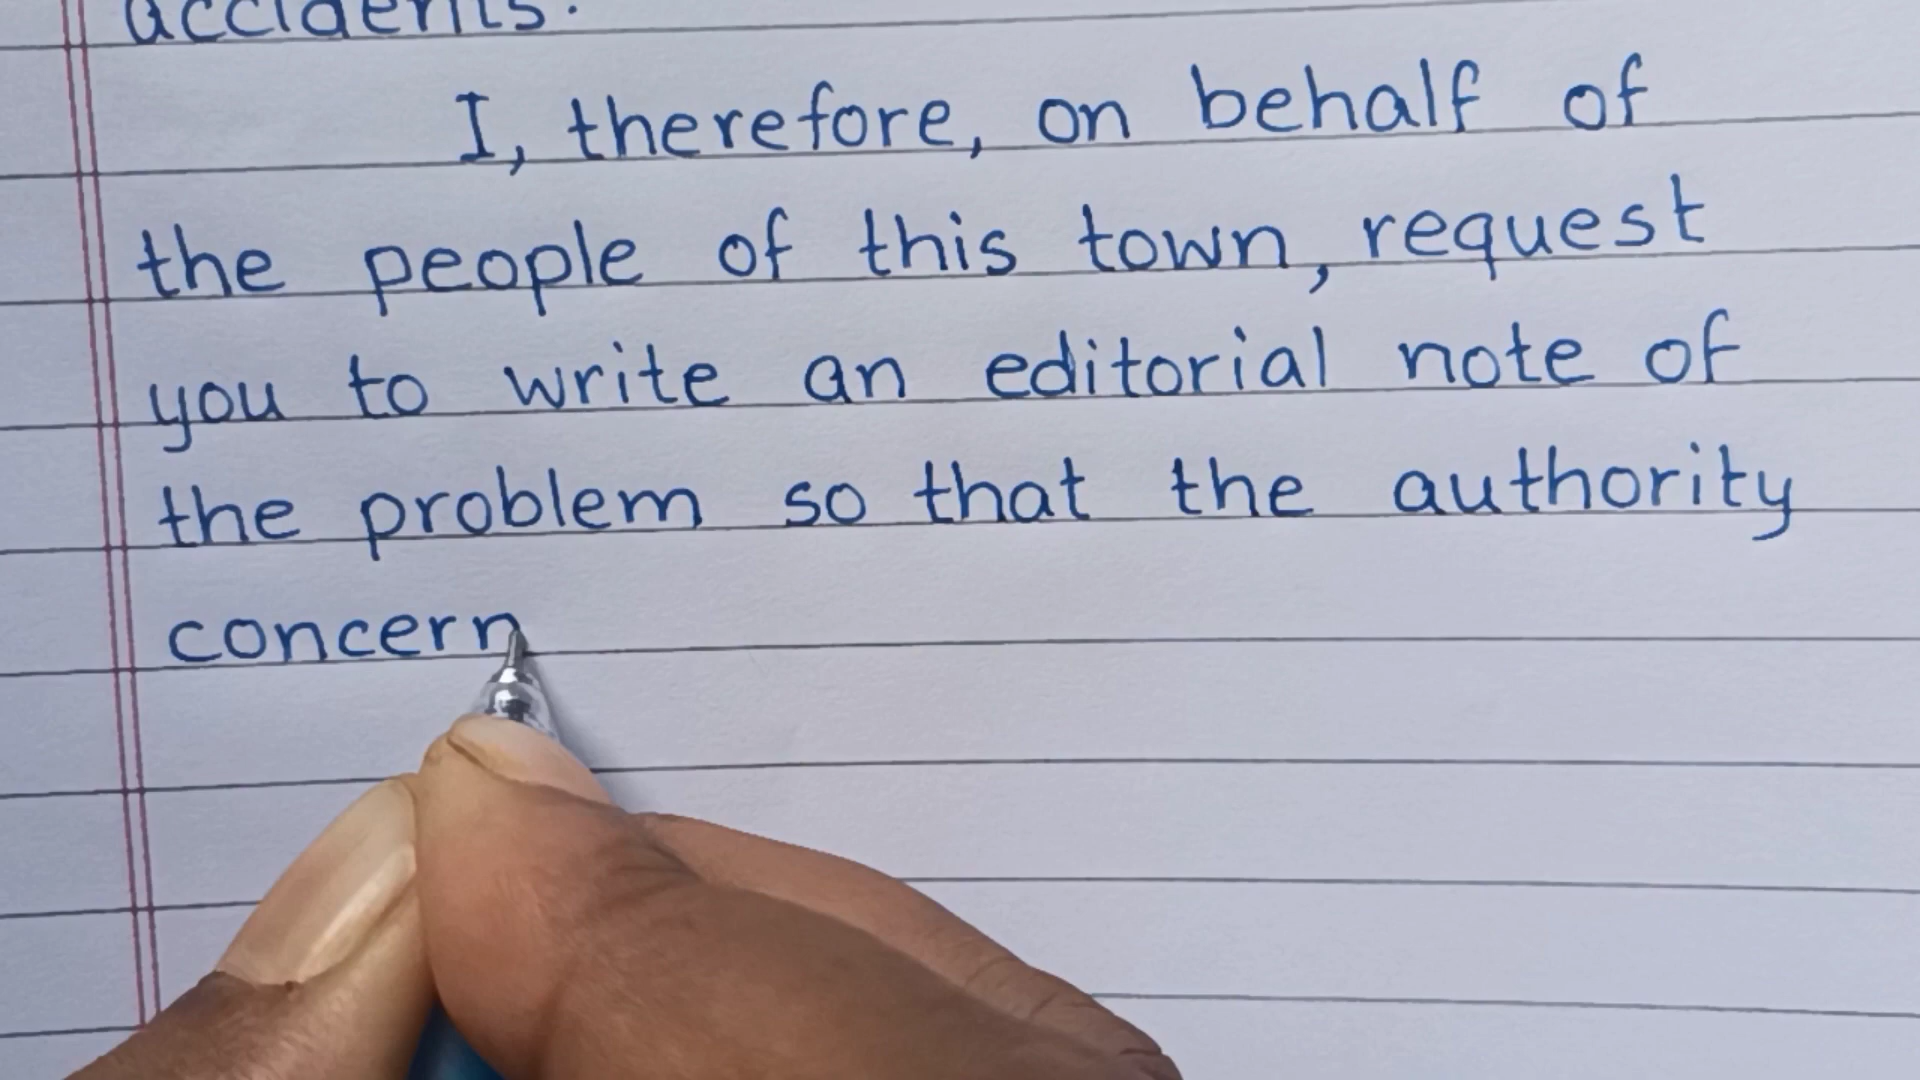 accidents.
I, therefore, on behalf of
the people of this town, request
you to write an editorial note of
the problem so that the authority
concern